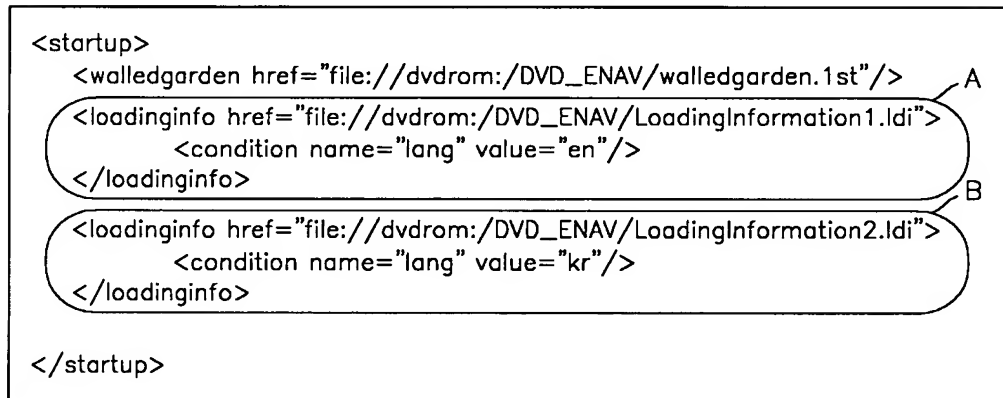 <startup>
<walledgarden href="file://dvdrom:/DVD_ENAV/walledgarden.1st"/>
A
<loadinginfo href="file://dvdrom:/DVD_ENAV/LoadingInformation1.ldi">
<condition name="lang" value="en"/>
</loadinginfo>
B
<loadinginfo href="file://dvdrom:/DVD_ENAV/LoadingInformation2.ldi">
<condition name="lang" value="kr"/>
</loadinginfo>
</startup>